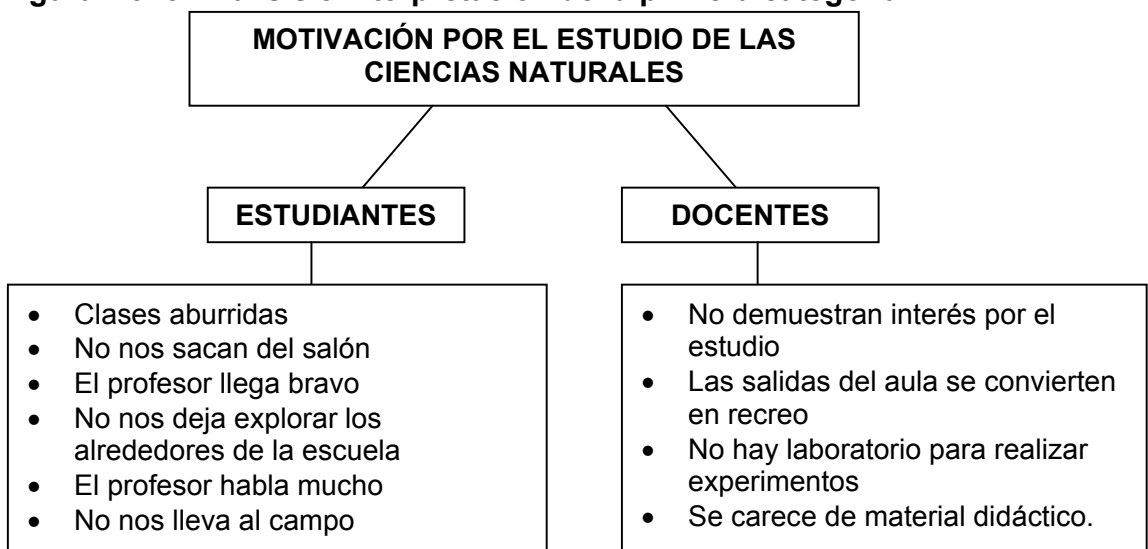 MOTIVACIÓN POR EL ESTUDIO DE LAS
CIENCIAS NATURALES
ESTUDIANTES
DOCENTES
• Clases aburridas
• No nos sacan del salón
• El profesor llega bravo
• No nos deja explorar los
alrededores de la escuela
• El profesor habla mucho
• No nos lleva al campo
• No demuestran interés por el
estudio
• Las salidas del aula se convierten
en recreo
• No hay laboratorio para realizar
experimentos
• Se carece de material didáctico.